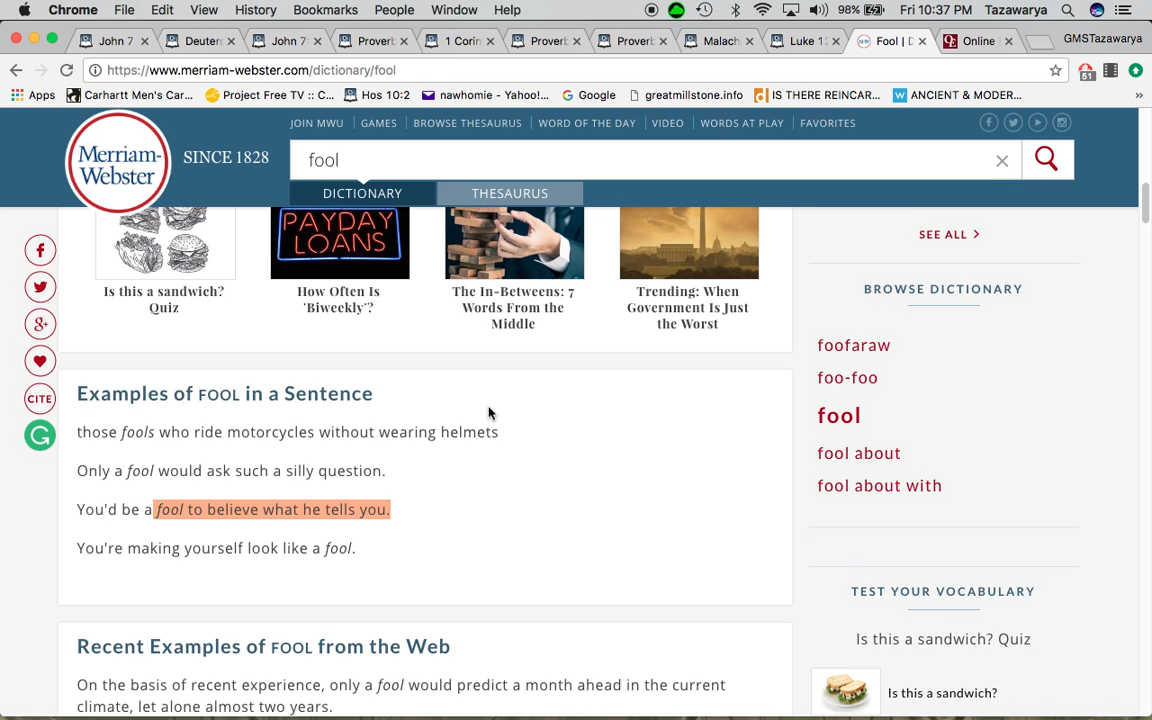 Chrome File Edit View History Bookmarks People Window Help 98% Fri 10:37 PM Tazawarya
John 7 Deuter John 7: Proverb 1 Corin Proverb Proverb Malach Luke 12 Fool | D Online GMSTazawarya
https://www.merriam-webster.com/dictionary/fool 51
Apps Carhartt Men's Car... Project Free TV :: C... Hos 10:2 nawhomie - Yahoo!... Google greatmillstone.info IS THERE REINCAR... ANCIENT & MODER... »
JOIN MWU GAMES BROWSE THESAURUS WORD OF THE DAY VIDEO WORDS AT PLAY FAVORITES
Merriam-
Webster
SINCE 1828
fool
DICTIONARY THESAURUS
PAYDAY
LOANS
Is this a sandwich?
Quiz
How Often Is
'Biweekly'?
The In-Betweens: 7
Words From the
Middle
Trending: When
Government Is Just
the Worst
CITE
Examples of FOOL in a Sentence
those fools who ride motorcycles without wearing helmets
Only a fool would ask such a silly question.
You'd be a fool to believe what he tells you.
You're making yourself look like a fool.
Recent Examples of FOOL from the Web
On the basis of recent experience, only a fool would predict a month ahead in the current
climate, let alone almost two years.
SEE ALL >
BROWSE DICTIONARY
foofaraw
foo-foo
fool
fool about
fool about with
TEST YOUR VOCABULARY
Is this a sandwich? Quiz
Is this a sandwich?